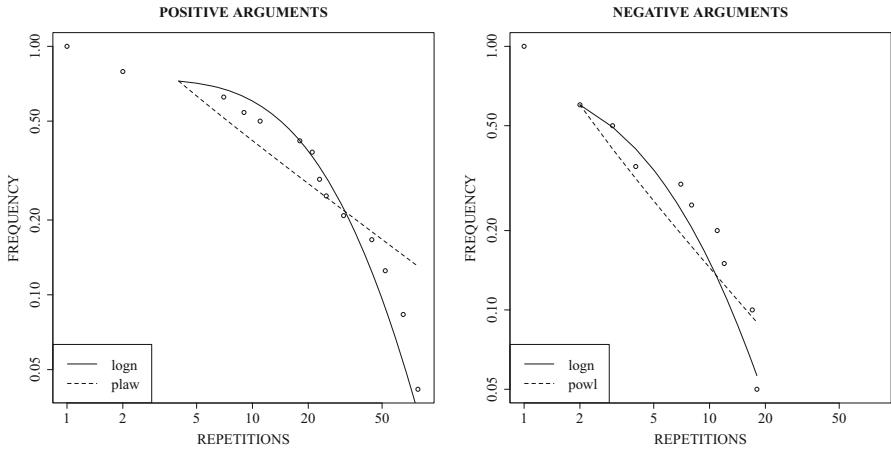 POSITIVE ARGUMENTS
FREQUENCY
1.00
0.50
0.20
0.10
0.05
logn
plaw
1 2 5 10 20 50
REPETITIONS
NEGATIVE ARGUMENTS
FREQUENCY
1.00
0.50
0.20
0.10
0.05
logn
powl
1 2 5 10 20 50
REPETITIONS